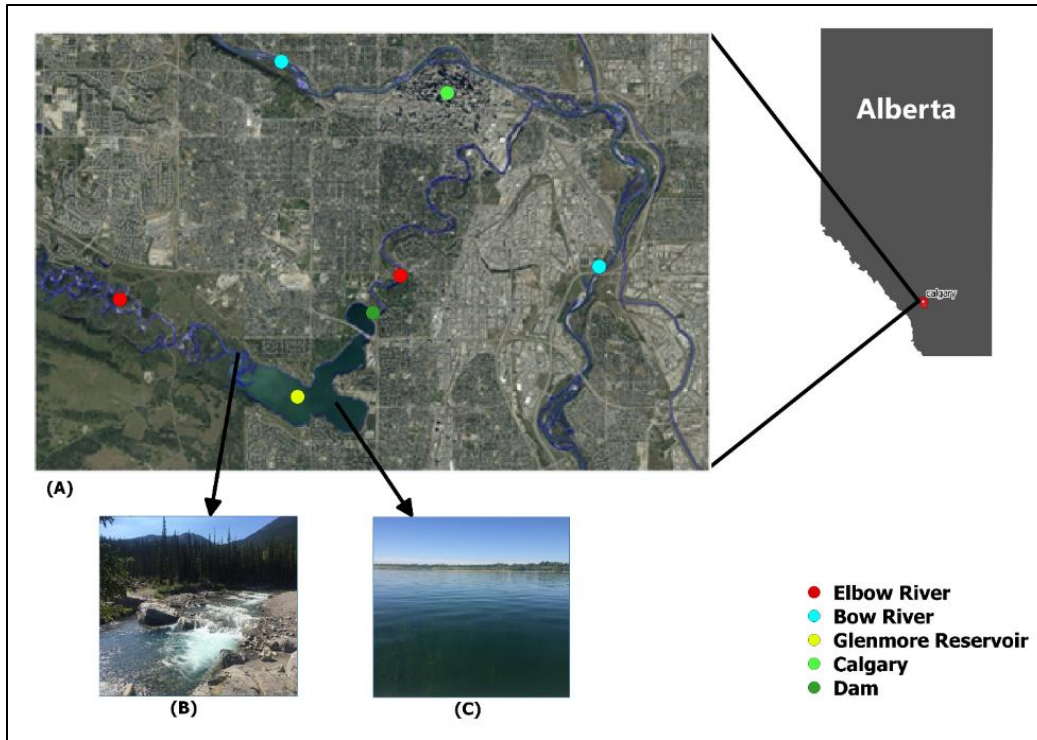 Alberta
calgary
(A)
(B)
(C)
Elbow River
Bow River
Glenmore Reservoir
Calgary
Dam